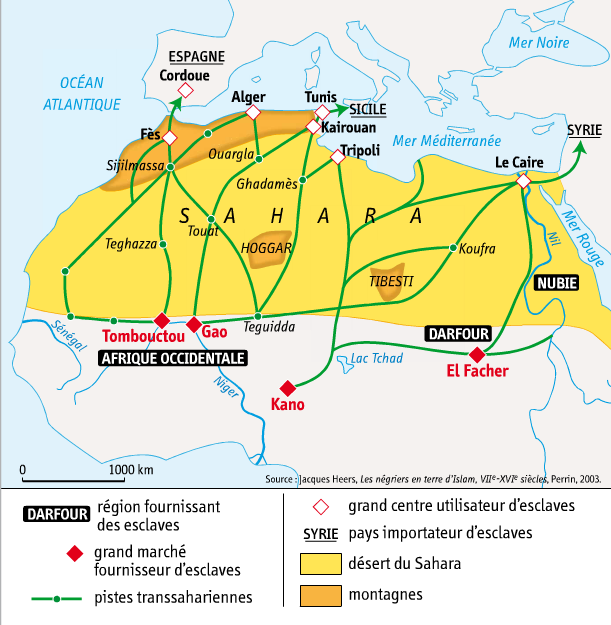 Mer Noire
ESPAGNE
Cordoue
OCÉAN
ATLANTIQUE
Alger
Tunis
SICILE
Kairouan
Fès
Mer Méditerranée
SYRIE
Tripoli
Ouargla
Sijilmassa
Le Caire
Ghadamès
SAHARA
Mer Rouge
Touat
Teghazza
HOGGAR
Koufra
Nil
TIBESTI
NUBIE
Sénégal
Tombouctou
Gao
Teguidda
DARFOUR
AFRIQUE OCCIDENTALE
Lac Tchad
El Facher
Niger
Kano
0 1000 km
Source : Jacques Heers, Les négriers en terre d'Islam, VIIe-XVIe siècles, Perrin, 2003.
DARFOUR région fournissant
des esclaves
grand marché
fournisseur d'esclaves
pistes transsahariennes
grand centre utilisateur d'esclaves
SYRIE pays importateur d'esclaves
désert du Sahara
montagnes